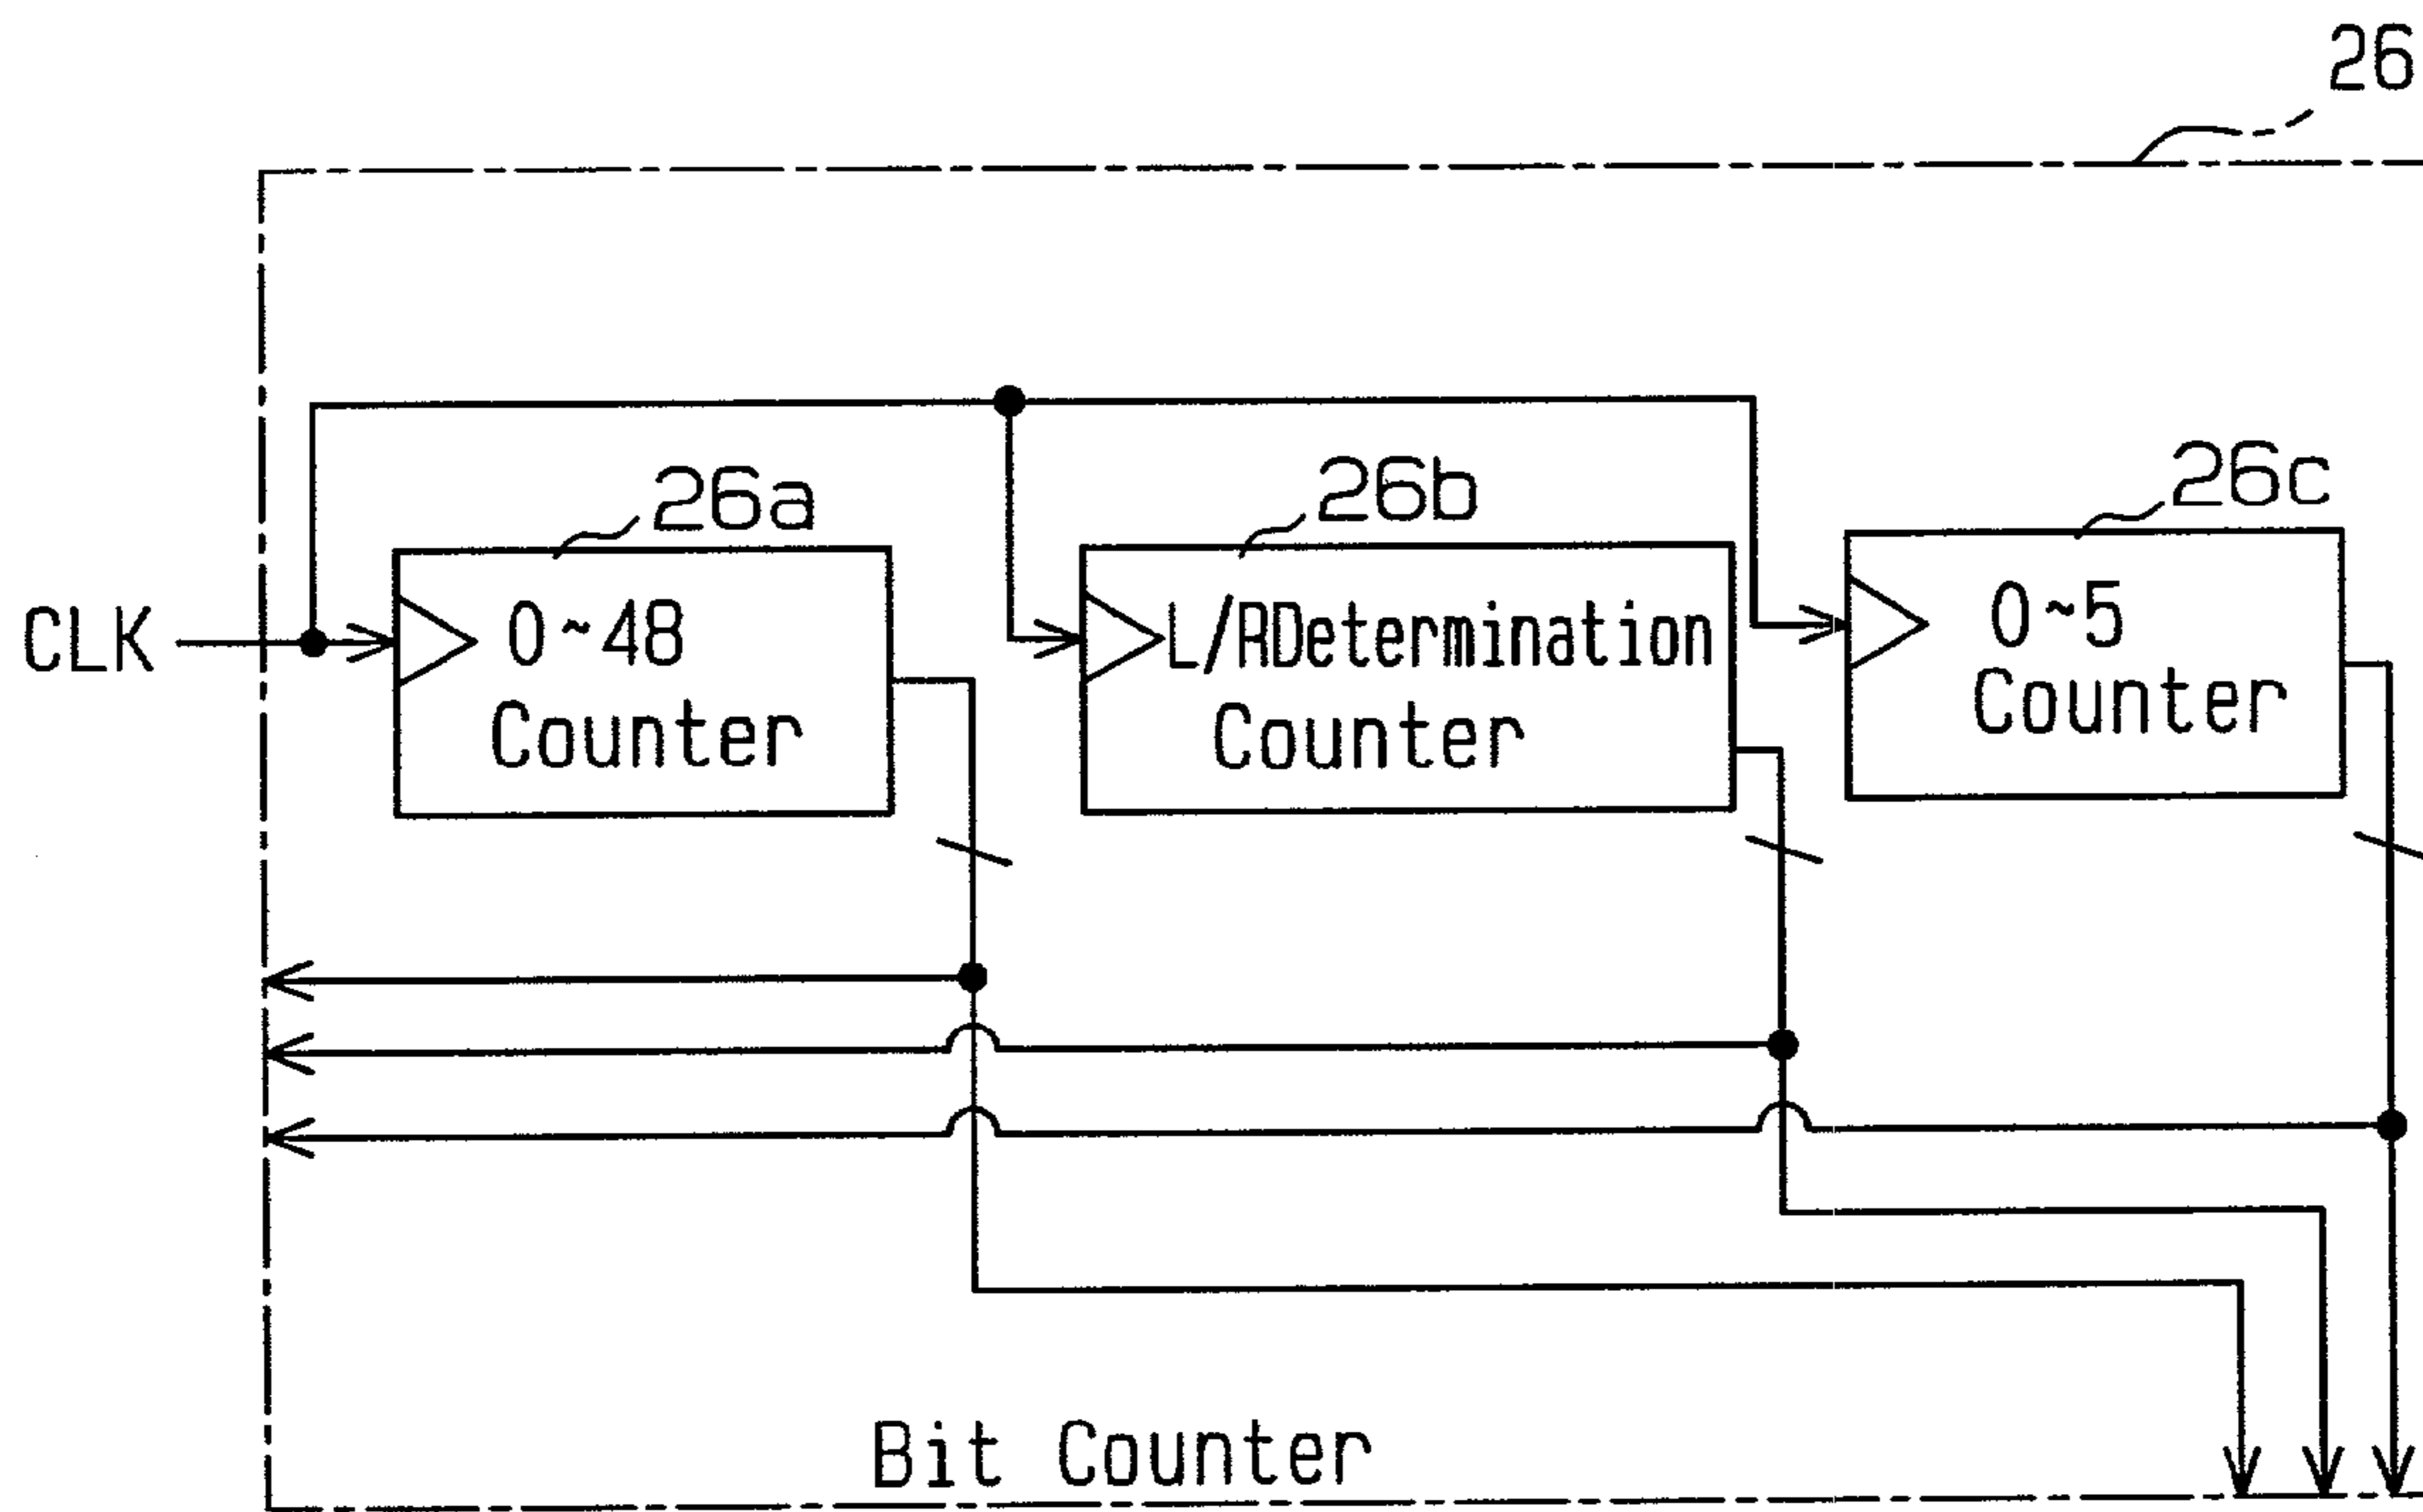 26
26a
26b
26c
CLK
0~48
Counter
L/RDetermination
Counter
0~5
Counter
Bit Counter